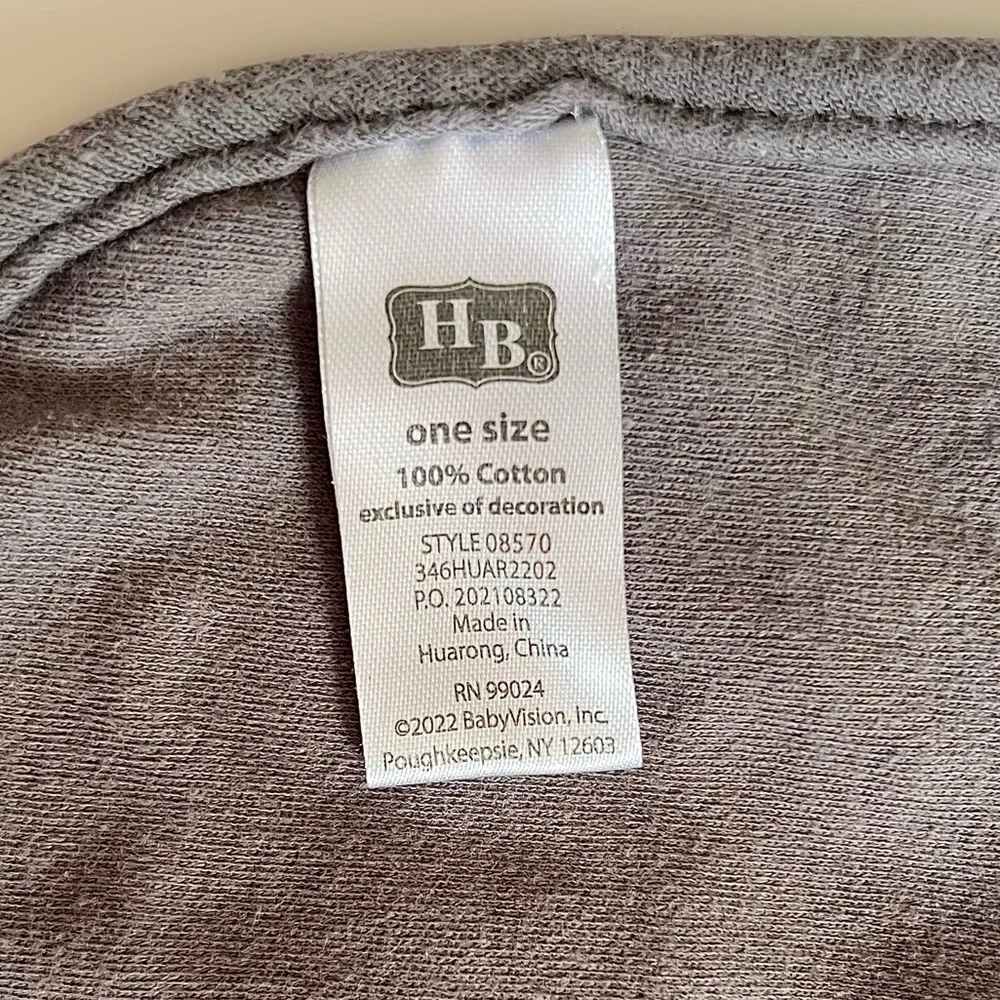 HB®
one size
100% Cotton
exclusive of decoration
STYLE 08570
346HUAR2202
P.O. 202108322
Made in
Huarong, China
RN 99024
©2022 BabyVision, Inc.
Poughkeepsie, NY 12603